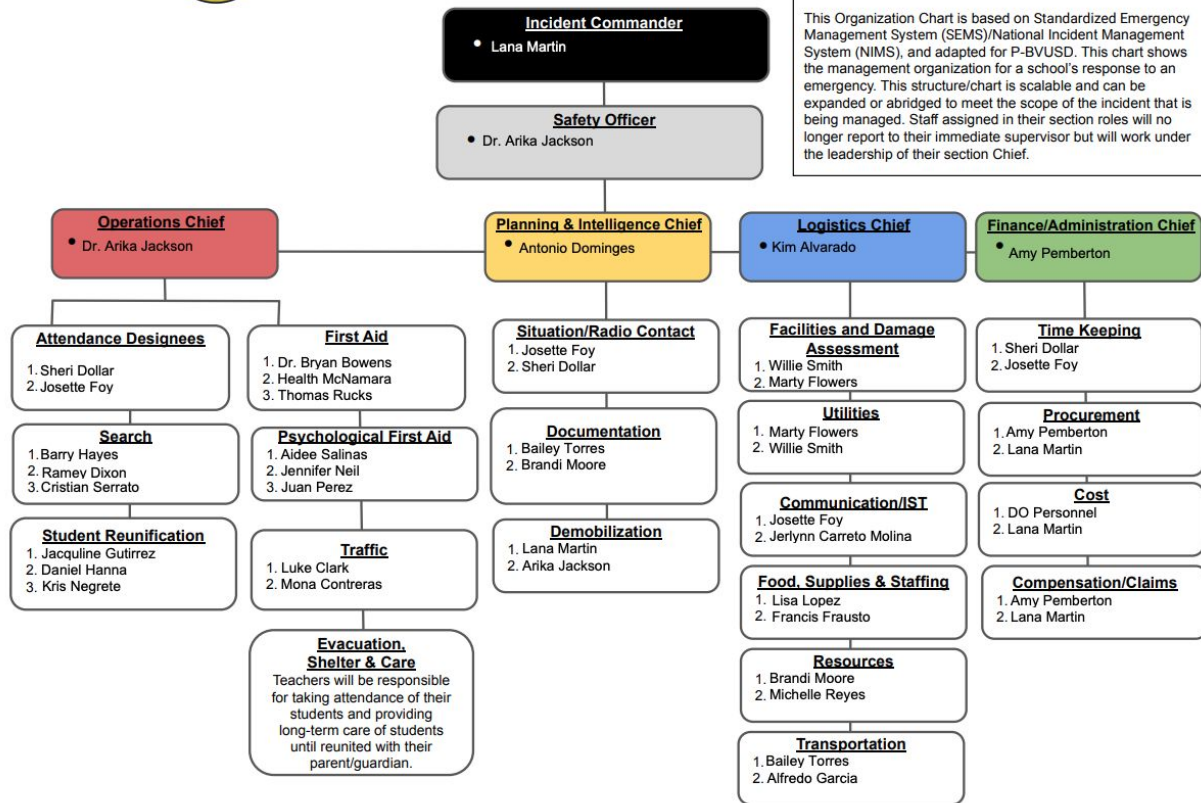 Incident Commander
• Lana Martin
This Organization Chart is based on Standardized Emergency
Management System (SEMS)/National Incident Management
System (NIMS), and adapted for P-BVUSD. This chart shows
the management organization for a school's response to an
emergency. This structure/chart is scalable and can be
expanded or abridged to meet the scope of the incident that is
being managed. Staff assigned in their section roles will no
longer report to their immediate supervisor but will work under
the leadership of their section Chief.
Safety Officer
• Dr. Arika Jackson
Operations Chief
• Dr. Arika Jackson
Planning & Intelligence Chief
• Antonio Dominges
Logistics Chief
• Kim Alvarado
Finance/Administration Chief
• Amy Pemberton
Attendance Designees
1. Sheri Dollar
2. Josette Foy
Search
1. Barry Hayes
2. Ramey Dixon
3. Cristian Serrato
Student Reunification
1. Jacquline Gutirrez
2. Daniel Hanna
3. Kris Negrete
First Aid
1. Dr. Bryan Bowens
2. Health McNamara
3. Thomas Rucks
Psychological First Aid
1. Aidee Salinas
2. Jennifer Neil
3. Juan Perez
Traffic
1. Luke Clark
2. Mona Contreras
Evacuation,
Shelter & Care
Teachers will be responsible
for taking attendance of their
students and providing
long-term care of students
until reunited with their
parent/guardian.
Situation/Radio Contact
1. Josette Foy
2. Sheri Dollar
Documentation
1. Bailey Torres
2. Brandi Moore
Demobilization
1. Lana Martin
2. Arika Jackson
Facilities and Damage
Assessment
1. Willie Smith
2. Marty Flowers
Utilities
1. Marty Flowers
2. Willie Smith
Communication/IST
1. Josette Foy
2. Jerlynn Carreto Molina
Food, Supplies & Staffing
1. Lisa Lopez
2. Francis Frausto
Resources
1. Brandi Moore
2. Michelle Reyes
Transportation
1. Bailey Torres
2. Alfredo Garcia
Time Keeping
1. Sheri Dollar
2. Josette Foy
Procurement
1. Amy Pemberton
2. Lana Martin
Cost
1. DO Personnel
2. Lana Martin
Compensation/Claims
1. Amy Pemberton
2. Lana Martin